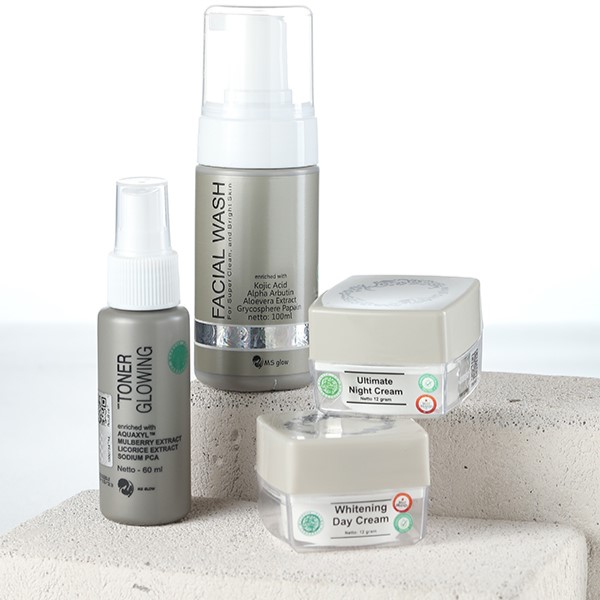 FACIAL WASH
For Super Clean, and Bright Skin
enriched with
Kojic Acid
Alpha Arbutin
Aloevera Extract
Grycosphere Papain
netto: 100ml
MS glow
TONER
GLOWING
enriched with
AQUAXYL™
MULBERRY EXTRACT
LICORICE EXTRACT
SODIUM PCA
Netto - 60 ml
MS GLOW
Ultimate
Night Cream
Netto: 12 gram
Whitening
Day Cream
Netto: 12 gram